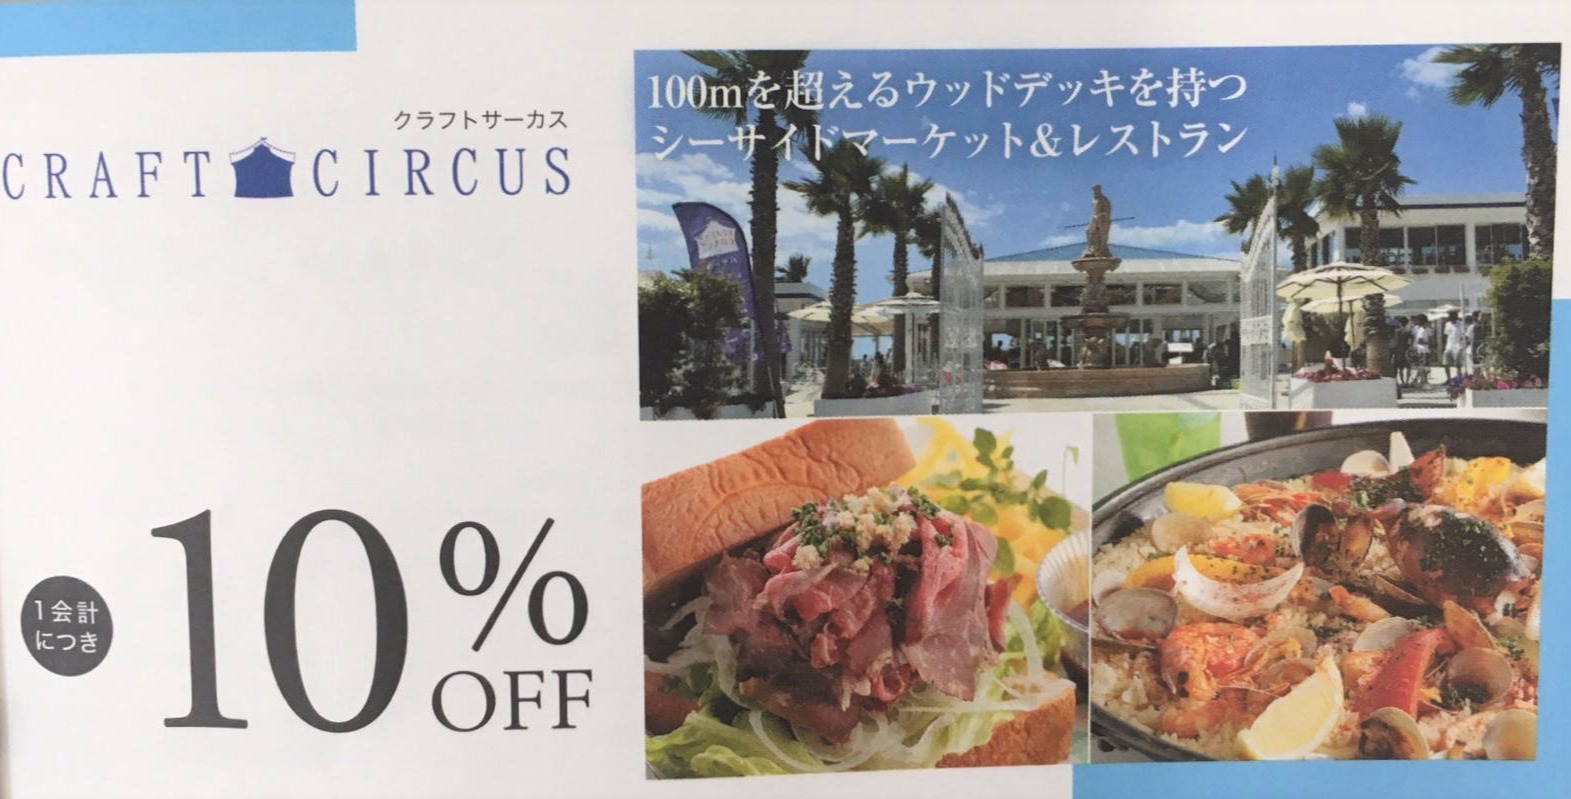 クラフトサーカス
CRAFT CIRCUS
100mを超えるウッドデッキを持つ
シーサイドマーケット&レストラン
1会計
につき
10%
OFF